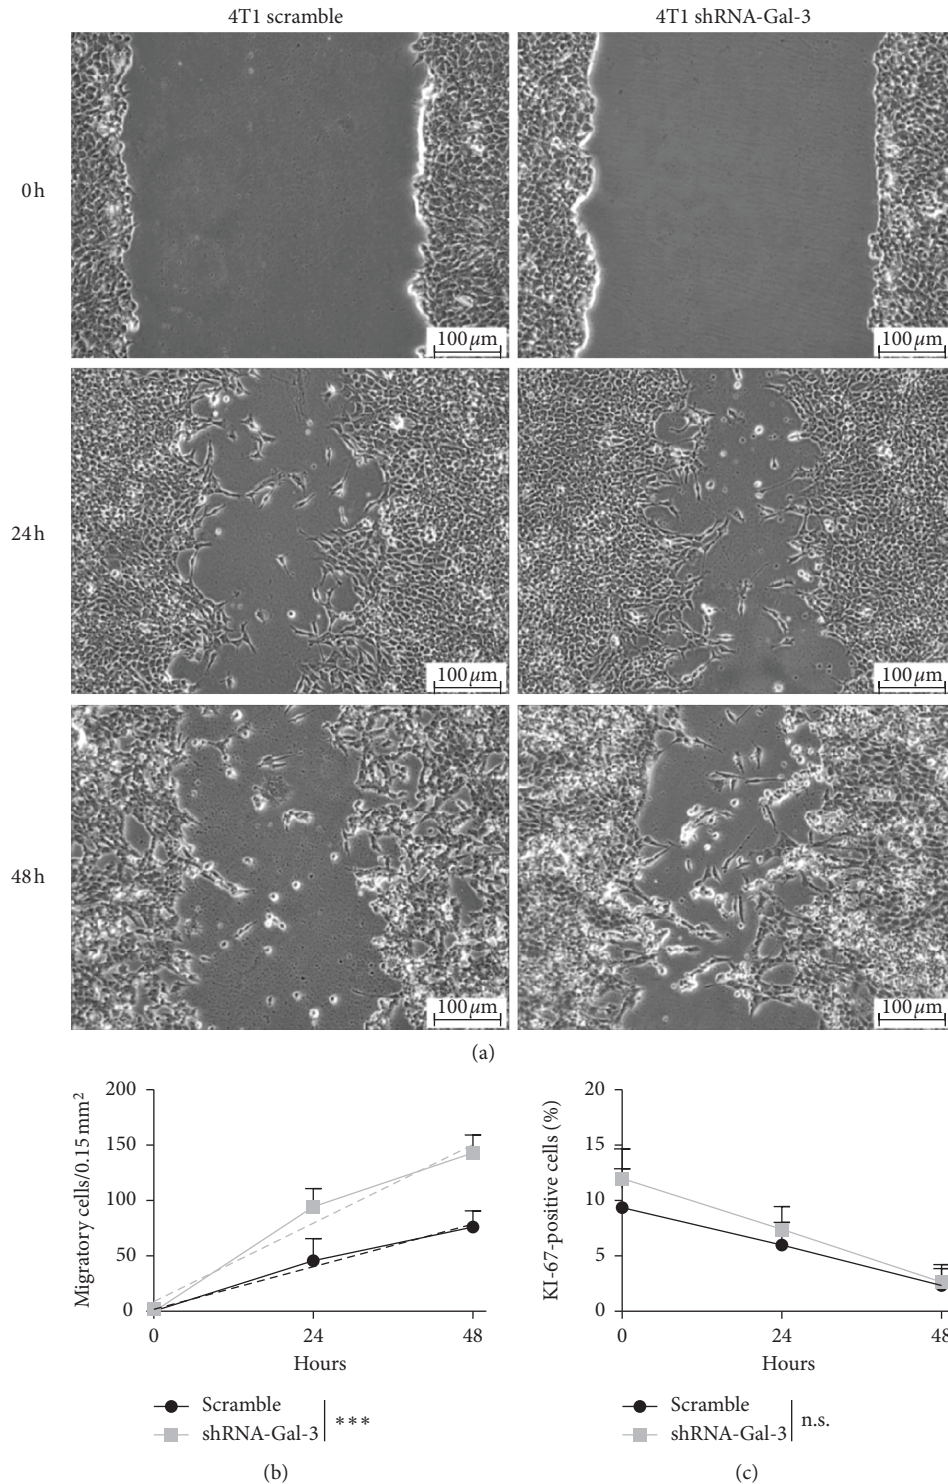 4T1 scramble
4T1 shRNA-Gal-3
0 h
100 µm
100 µm
24 h
100 µm
100 µm
48 h
100 µm
100 µm
(a)
Migratory cells/0.15 mm²
200
150
100
50
0
0
24
48
Hours
Scramble
shRNA-Gal-3
***
(b)
KI-67-positive cells (%)
20
15
10
5
0
0
24
48
Hours
Scramble
shRNA-Gal-3
n.s.
(c)